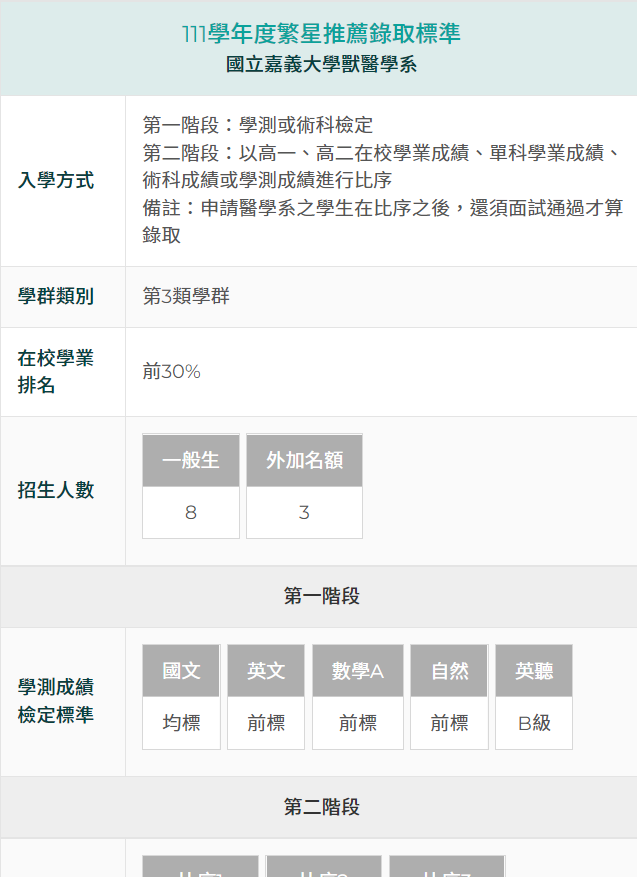 111學年度繁星推薦錄取標準
國立嘉義大學獸醫學系
入學方式
第一階段：學測或術科檢定
第二階段：以高一、高二在校學業成績、單科學業成績、
術科成績或學測成績進行比序
備註：申請醫學系之學生在比序之後，還須面試通過才算
錄取
學群類別
第3類學群
在校學業
排名
前30%
招生人數
一般生 外加名額
8 3
第一階段
學測成績
檢定標準
國文 英文 數學A 自然 英聽
均標 前標 前標 前標 B級
第二階段